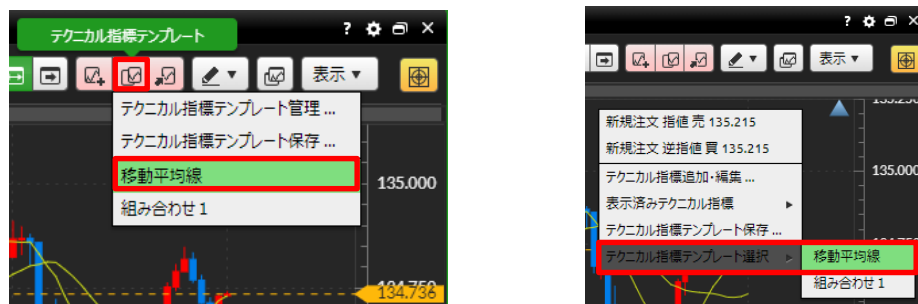 テクニカル指標テンプレート
?
表示 ▼
テクニカル指標テンプレート管理 ...
テクニカル指標テンプレート保存 ...
移動平均線
組み合わせ 1
135.000
134.750
134.736
?
表示 ▼
新規注文 指値 売 135.215
新規注文 逆指値 買 135.215
テクニカル指標追加・編集 ...
表示済みテクニカル指標
テクニカル指標テンプレート保存 ...
テクニカル指標テンプレート選択
移動平均線
組み合わせ 1
135.250
135.000